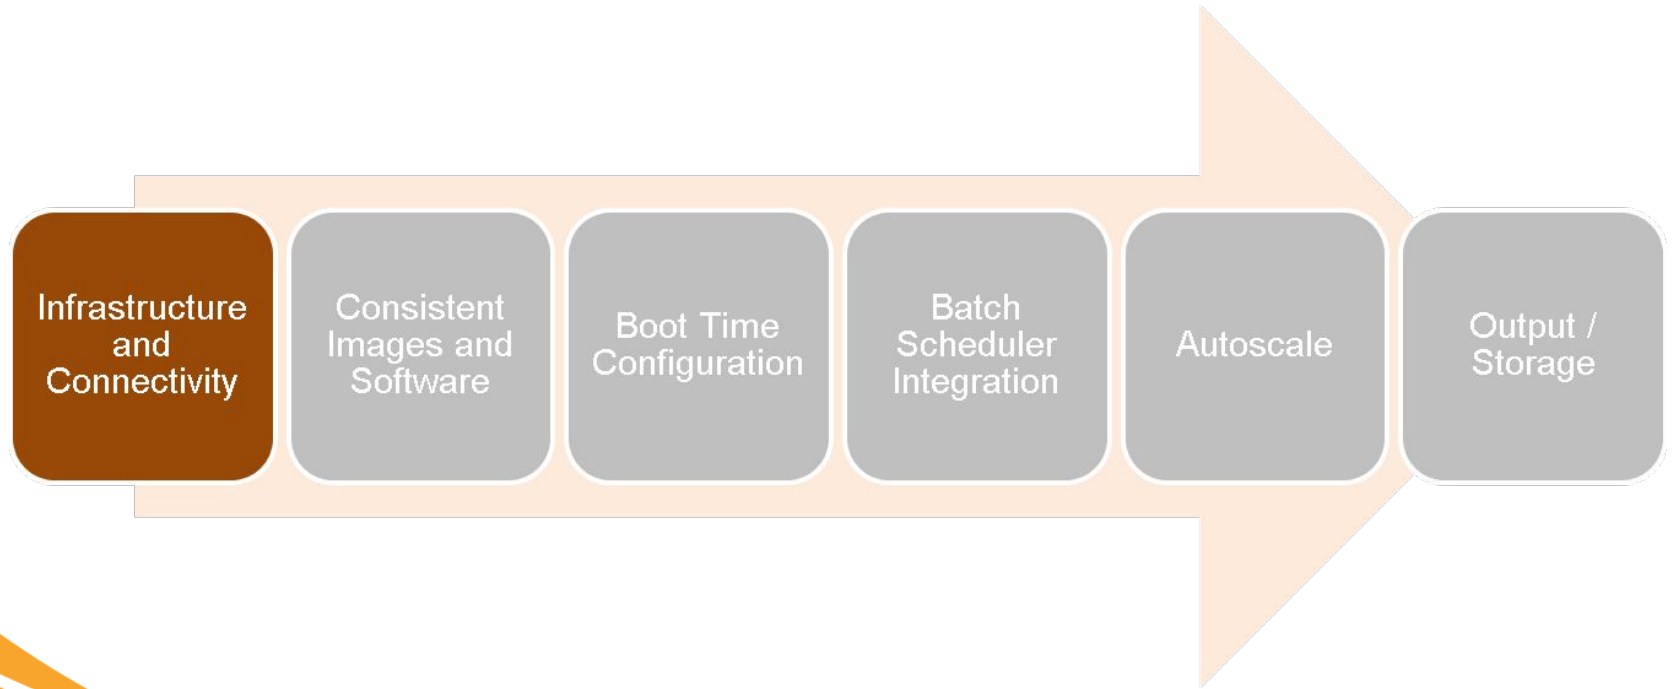 Infrastructure
and
Connectivity
Consistent
Images and
Software
Boot Time
Configuration
Batch
Scheduler
Integration
Autoscale
Output /
Storage